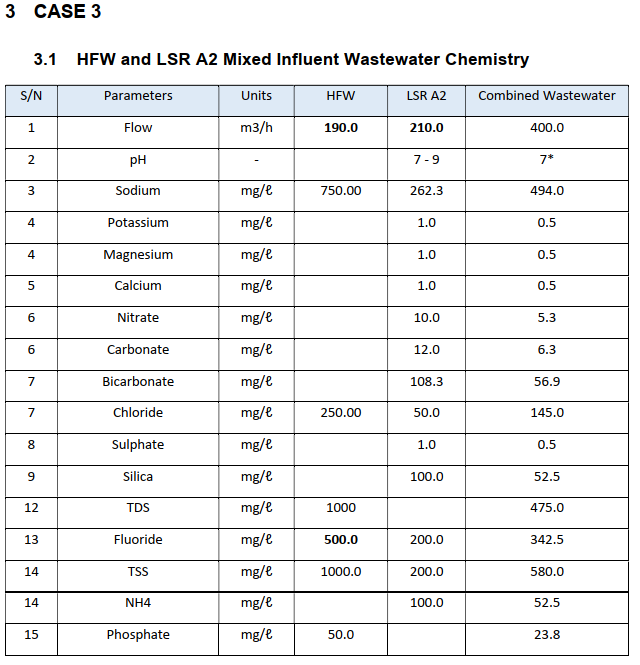 3 CASE 3
3.1 HFW and LSR A2 Mixed Influent Wastewater Chemistry
S/N Parameters Units HFW LSR A2 Combined Wastewater
1 Flow m3/h 190.0 210.0 400.0
2 pH - 7 - 9 7*
3 Sodium mg/ℓ 750.00 262.3 494.0
4 Potassium mg/ℓ 1.0 0.5
4 Magnesium mg/ℓ 1.0 0.5
5 Calcium mg/ℓ 1.0 0.5
6 Nitrate mg/ℓ 10.0 5.3
6 Carbonate mg/ℓ 12.0 6.3
7 Bicarbonate mg/ℓ 108.3 56.9
7 Chloride mg/ℓ 250.00 50.0 145.0
8 Sulphate mg/ℓ 1.0 0.5
9 Silica mg/ℓ 100.0 52.5
12 TDS mg/ℓ 1000 475.0
13 Fluoride mg/ℓ 500.0 200.0 342.5
14 TSS mg/ℓ 1000.0 200.0 580.0
14 NH4 mg/ℓ 100.0 52.5
15 Phosphate mg/ℓ 50.0 23.8